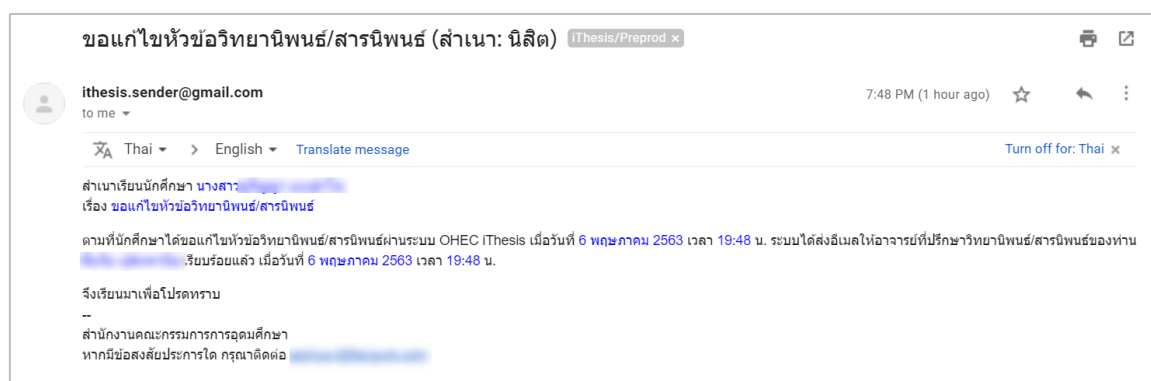 ขอแก้ไขหัวข้อวิทยานิพนธ์/สารนิพนธ์ (สำเนา: นิสิต) iThesis/Preprod ×
ithesis.sender@gmail.com 7:48 PM (1 hour ago)
to me
Thai > English Translate message Turn off for: Thai ×
สำเนาเรียนนักศึกษา นางสาว
เรื่อง ขอแก้ไขหัวข้อวิทยานิพนธ์/สารนิพนธ์
ตามที่นักศึกษาได้ขอแก้ไขหัวข้อวิทยานิพนธ์/สารนิพนธ์ผ่านระบบ OHEC iThesis เมื่อวันที่ 6 พฤษภาคม 2563 เวลา 19:48 น. ระบบได้ส่งอีเมลให้อาจารย์ที่ปรึกษาวิทยานิพนธ์/สารนิพนธ์ของท่าน
เรียบร้อยแล้ว เมื่อวันที่ 6 พฤษภาคม 2563 เวลา 19:48 น.
จึงเรียนมาเพื่อโปรดทราบ
--
สำนักงานคณะกรรมการการอุดมศึกษา
หากมีข้อสงสัยประการใด กรุณาติดต่อ